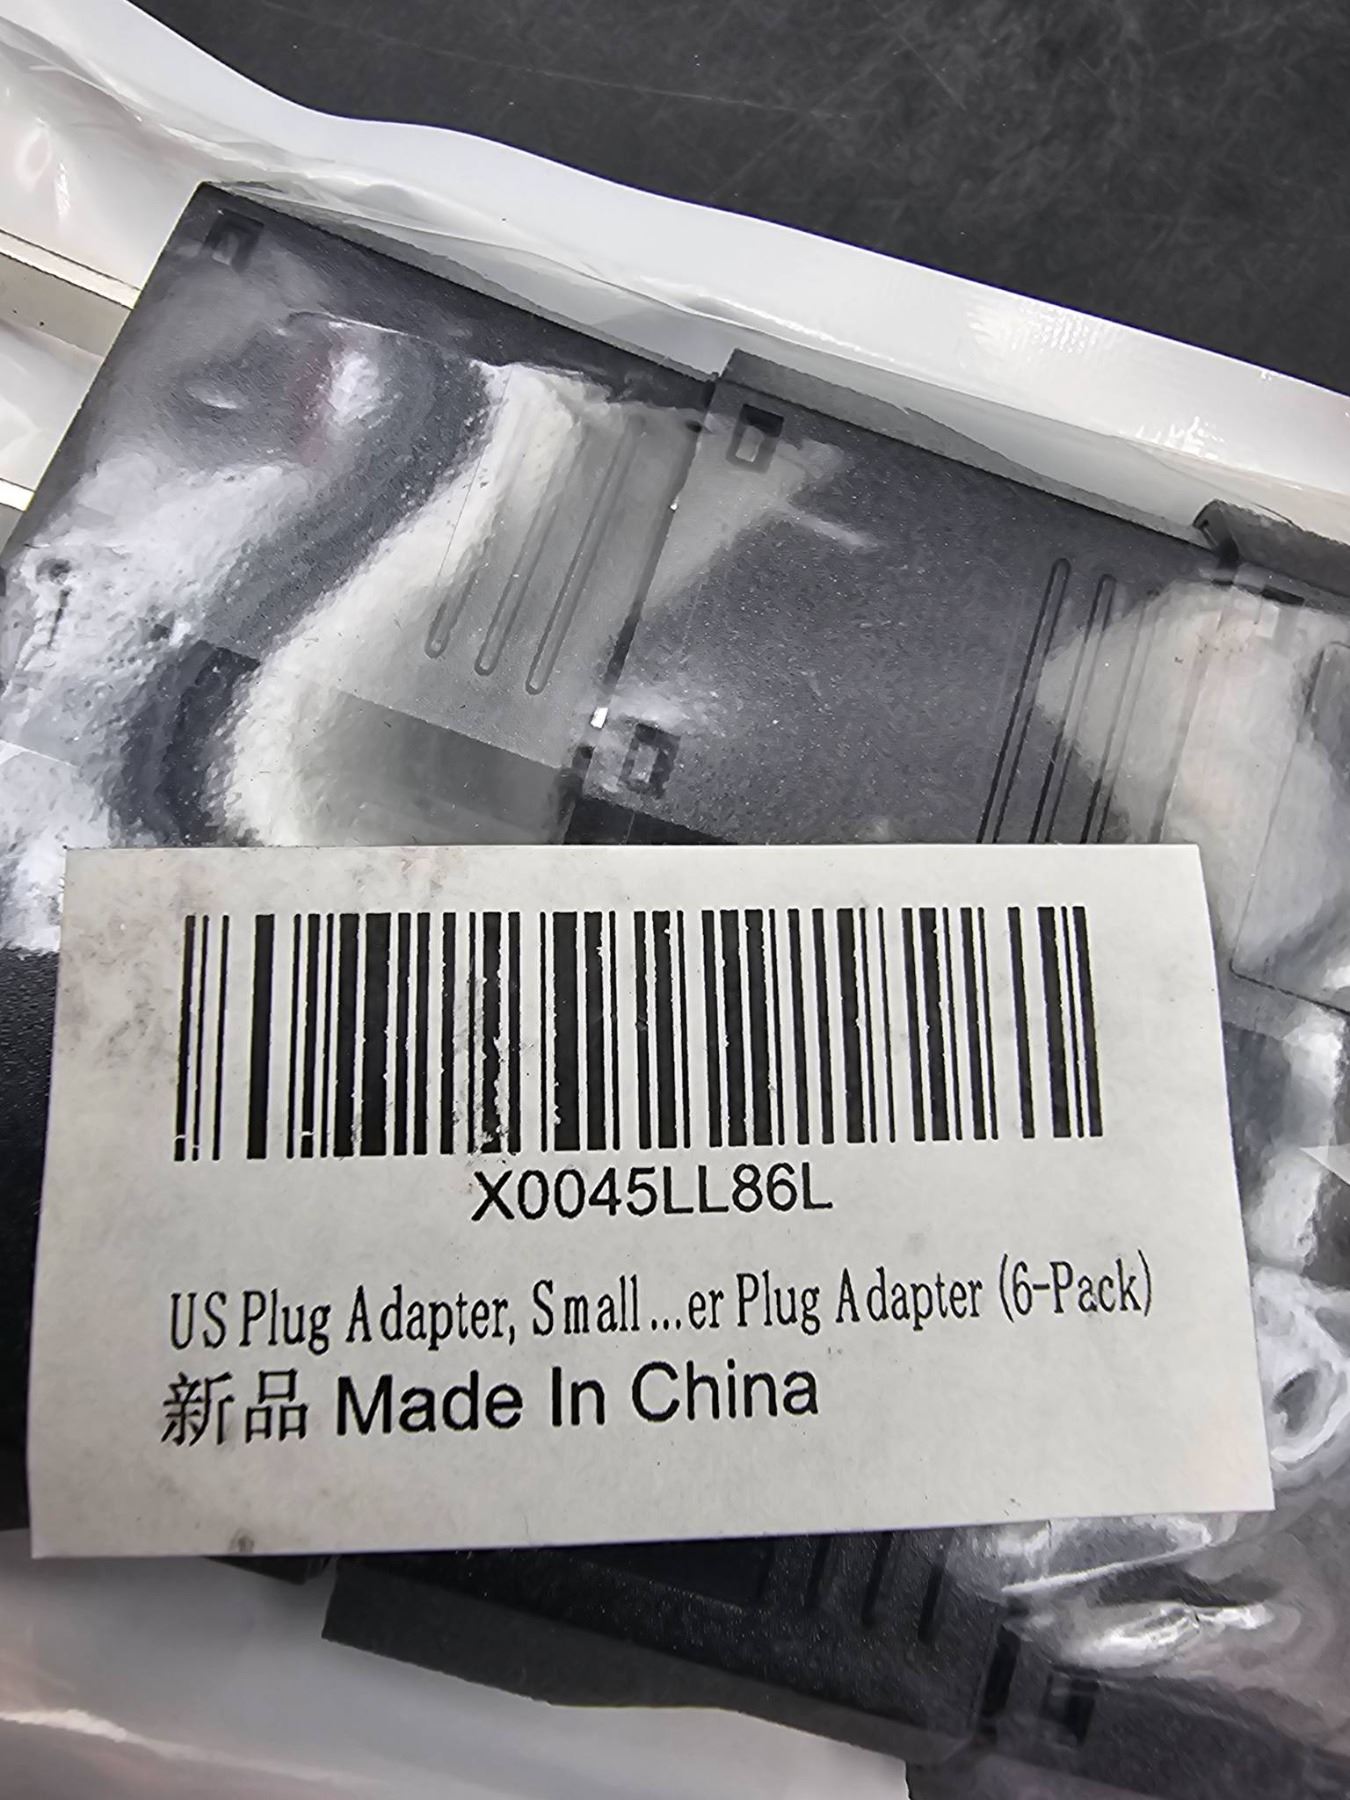 X0045LL86L
US Plug Adapter, Small...er Plug Adapter (6-Pack)
新品 Made In China